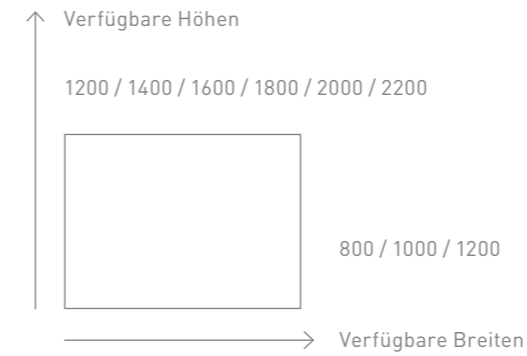 Verfügbare Höhen
1200 / 1400 / 1600 / 1800 / 2000 / 2200
800 / 1000 / 1200
Verfügbare Breiten